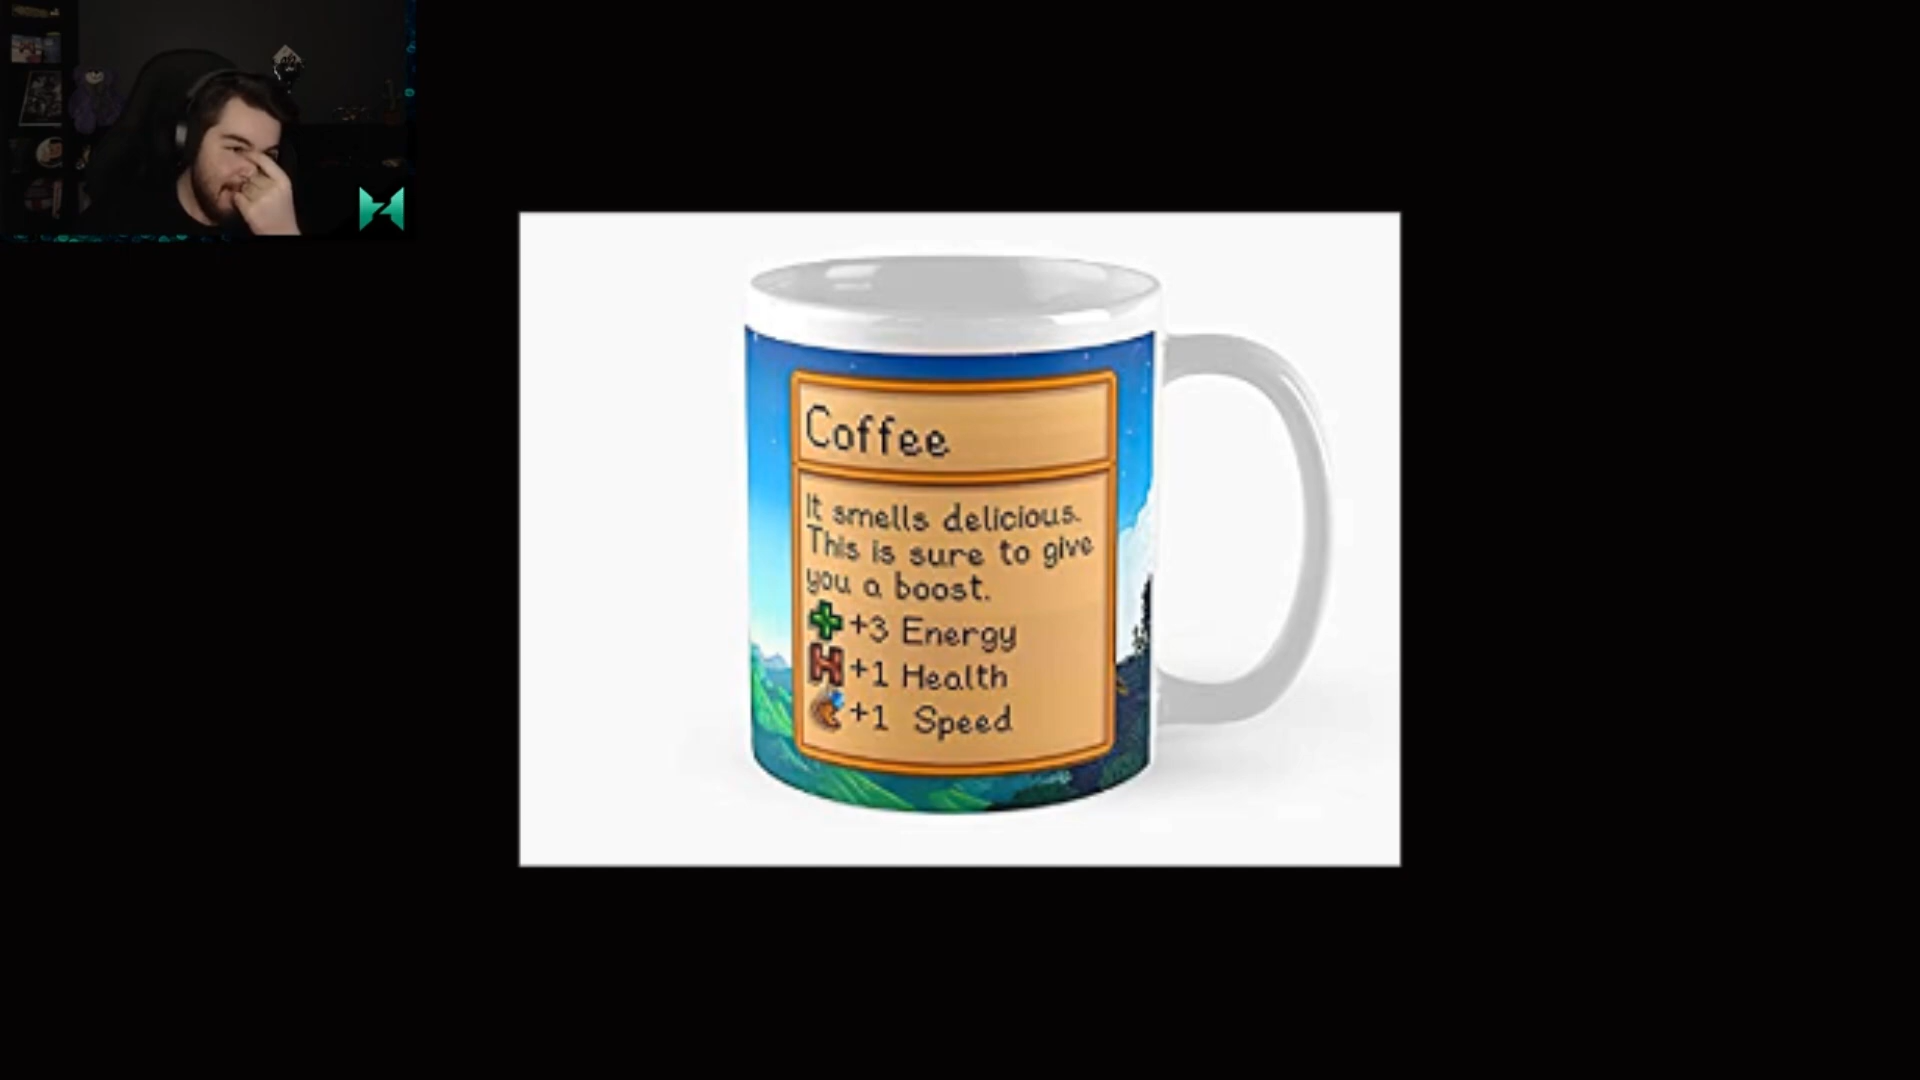 Coffee
It smells delicious.
This is sure to give
you a boost.
+3 Energy
+1 Health
+1 Speed